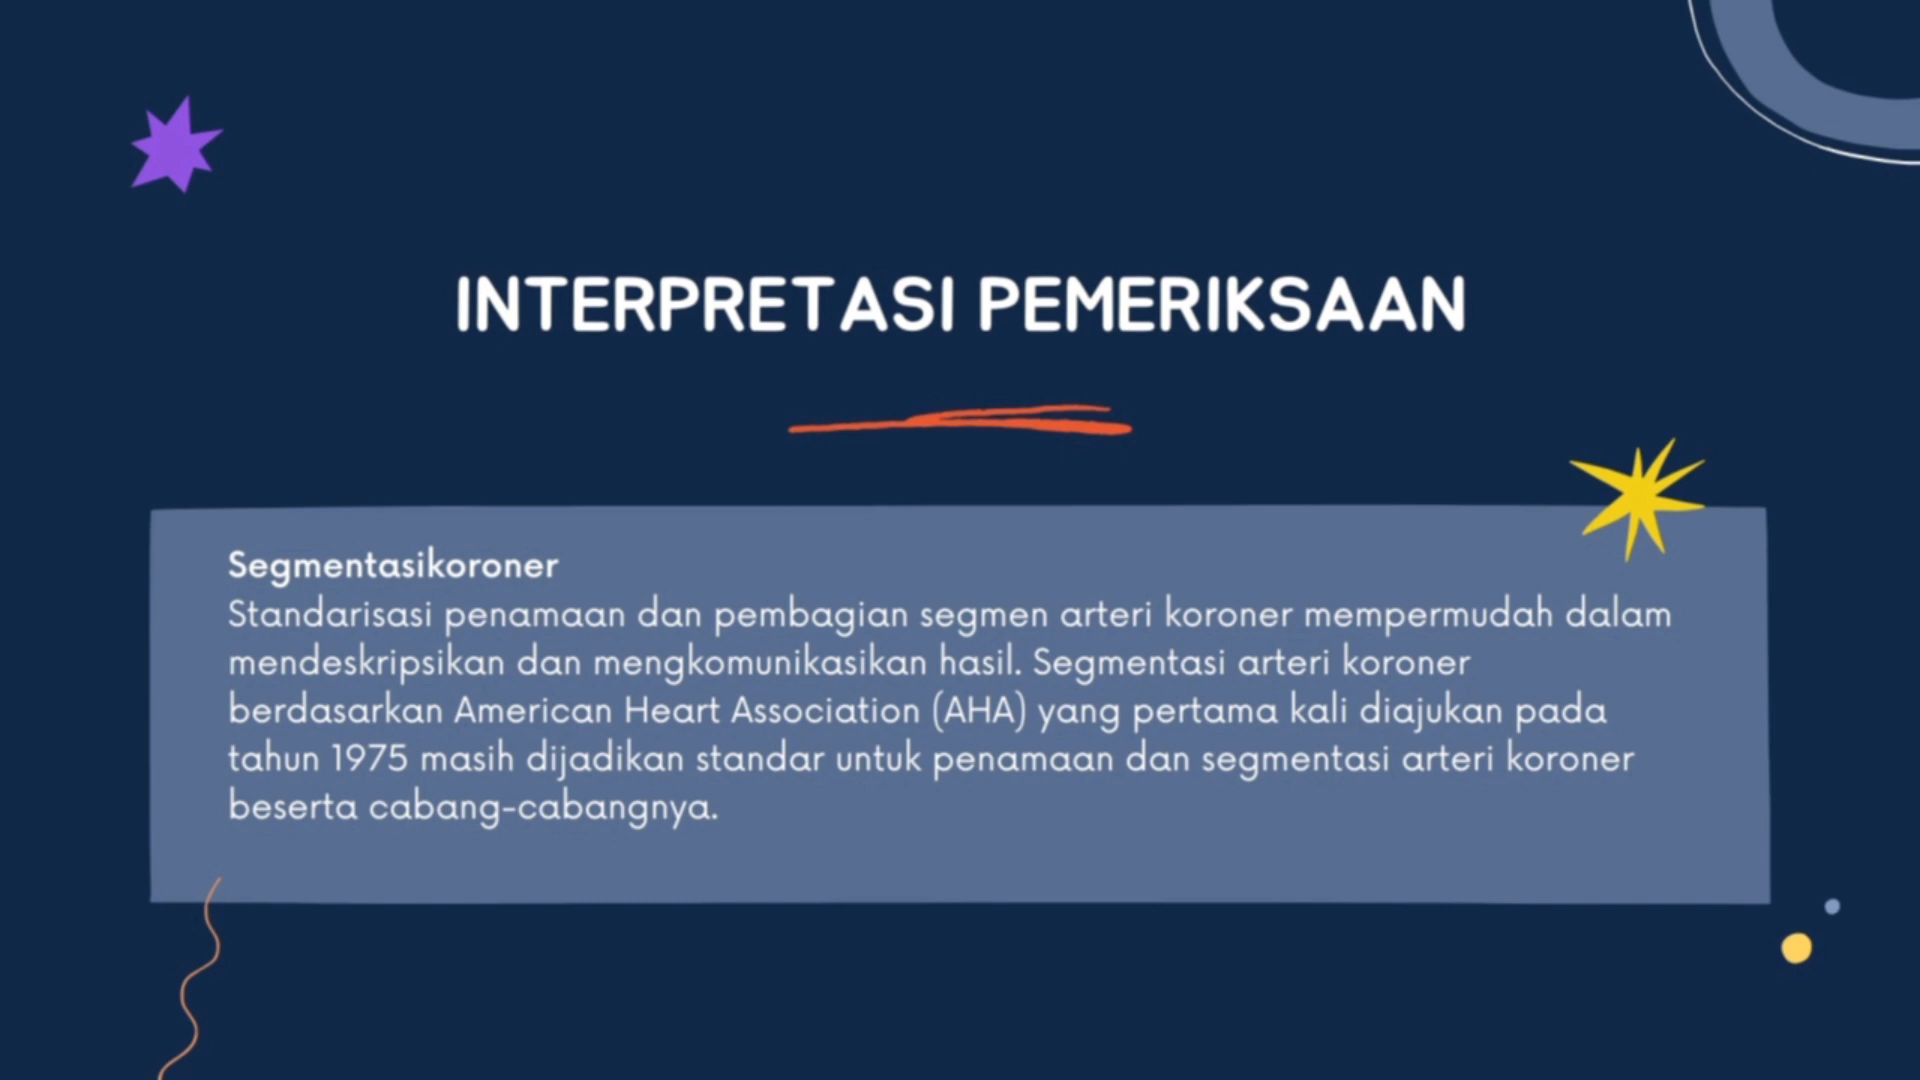 INTERPRETASI PEMERIKSAAN
Segmentasikoroner
Standarisasi penamaan dan pembagian segmen arteri koroner mempermudah dalam
mendeskripsikan dan mengkomunikasikan hasil. Segmentasi arteri koroner
berdasarkan American Heart Association (AHA) yang pertama kali diajukan pada
tahun 1975 masih dijadikan standar untuk penamaan dan segmentasi arteri koroner
beserta cabang-cabangnya.